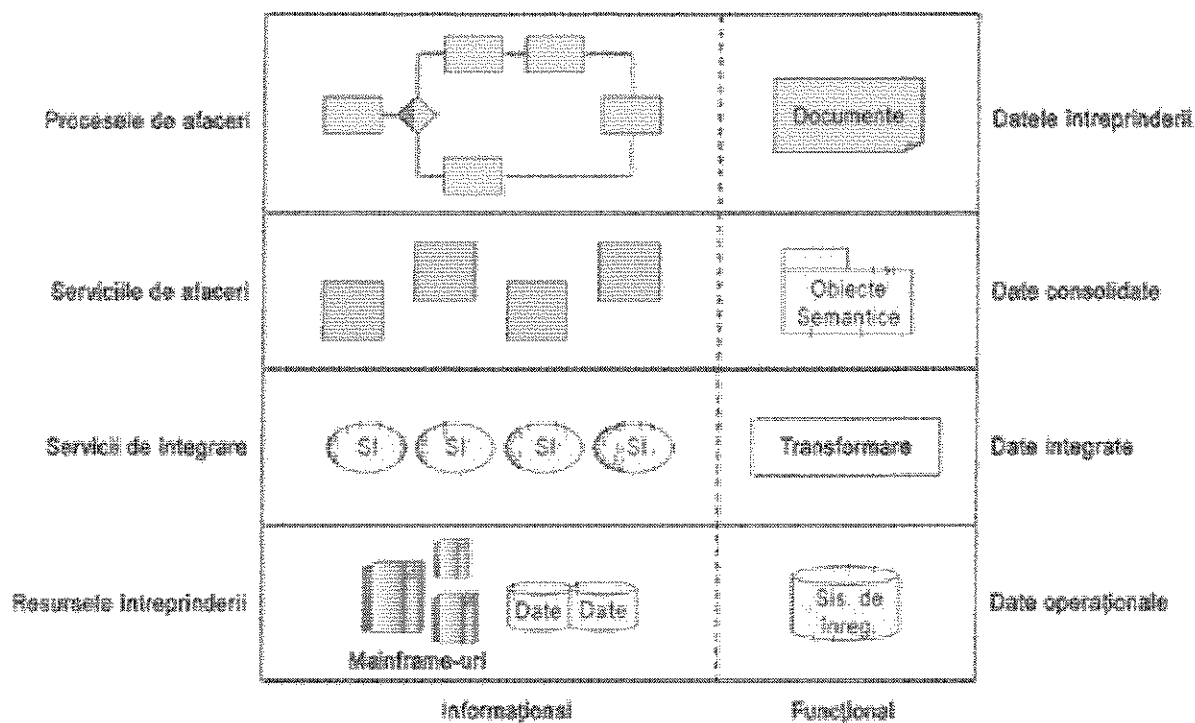 Procesele de afaceri
Documente
Datele întreprinderii
Serviciile de afaceri
Obiecte
Semantica
Date consolidate
Servicii de integrare
SI
SI
SI
SI
Transformare
Date integrate
Resursele întreprinderii
Mainframe-uri
Date
Date
Sis. de
înreg.
Date operaționale
Informațional
Funcțional